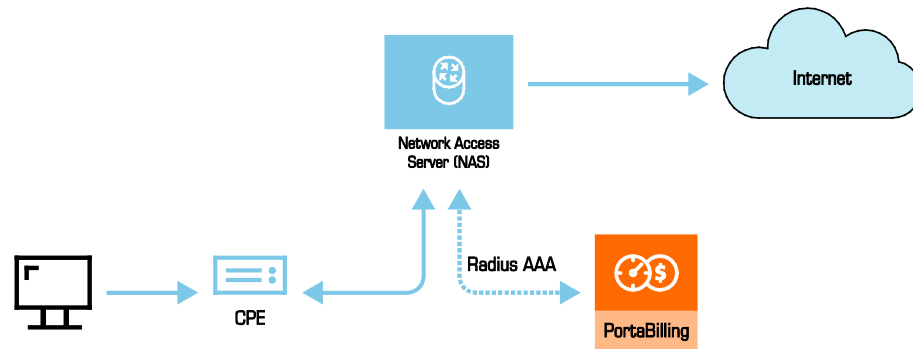 Internet
Network Access
Server (NAS)
Radius AAA
CPE
PortaBilling